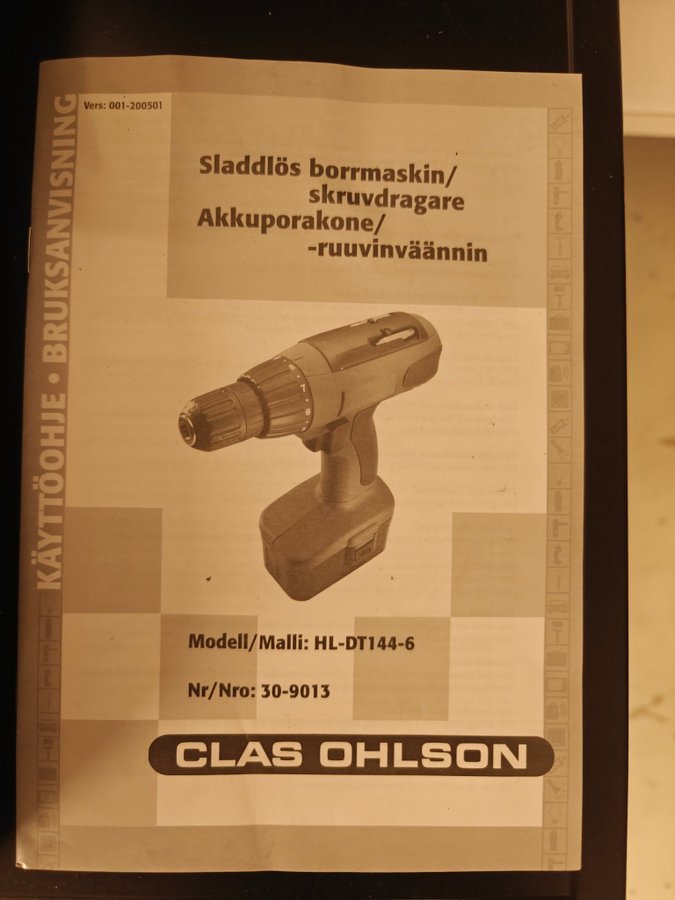 Vers: 001-200501
KÄYTTÖOHJE • BRUKSANVISNING
Sladdlös borrmaskin/
skruvdragare
Akkuporakone/
-ruuvinväännin
Modell/Malli: HL-DT144-6
Nr/Nro: 30-9013
CLAS OHLSON